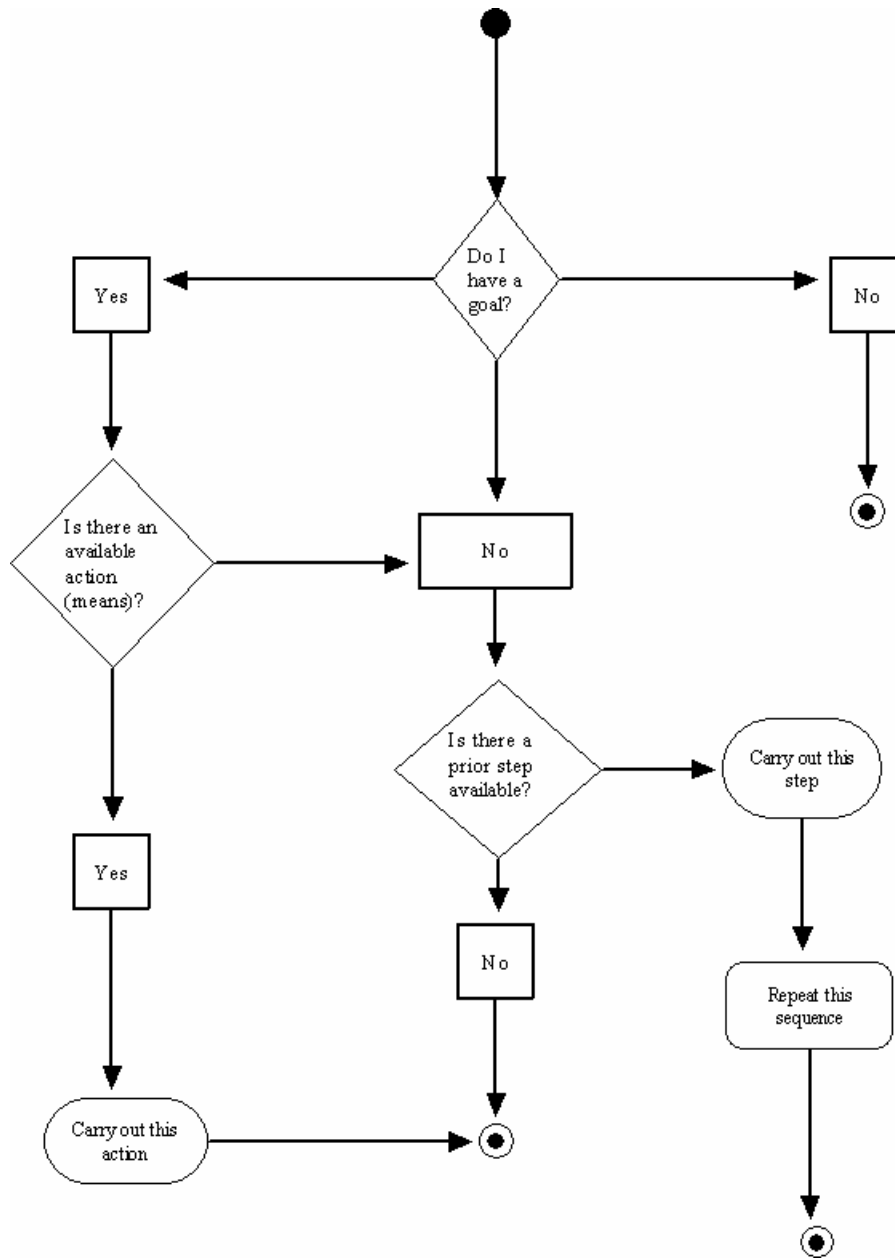 Do I
have a
goal?
Yes
No
Is there an
available
action
(means)?
No
Is there a
prior step
available?
Carry out this
step
Yes
No
Repeat this
sequence
Carry out this
action